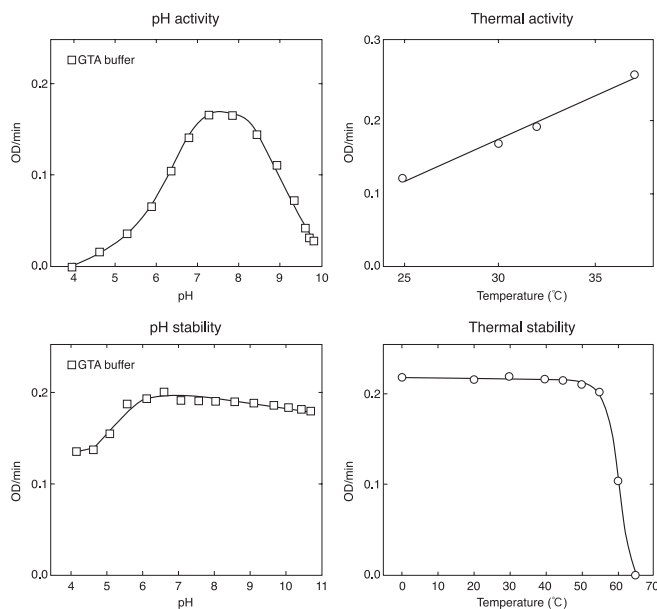 pH activity
GTA buffer
OD/min
0.2
0.1
0.0
4 5 6 7 8 9 10
pH
Thermal activity
OD/min
0.3
0.2
0.1
0.0
25 30 35
Temperature (℃)
pH stability
GTA buffer
OD/min
0.2
0.1
0.0
4 5 6 7 8 9 10 11
pH
Thermal stability
OD/min
0.2
0.1
0.0
0 20 30 40 50 60 70
Temperature (℃)